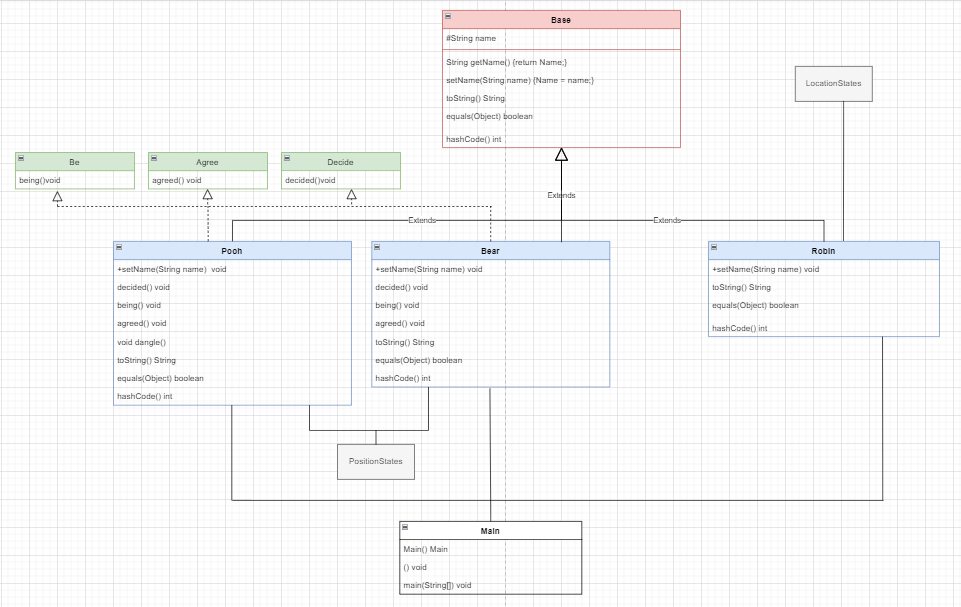 Base
#String name
String getName() {return Name;}
setName(String name) {Name = name;}
toString() String
equals(Object) boolean
hashCode() int
LocationStates
Be
being()void
Agree
agreed() void
Decide
decided()void
Extends
Extends
Extends
Pooh
+setName(String name)  void
decided() void
being() void
agreed() void
void dangle()
toString() String
equals(Object) boolean
hashCode() int
Bear
+setName(String name) void
decided() void
being() void
agreed() void
toString() String
equals(Object) boolean
hashCode() int
Robin
+setName(String name) void
toString() String
equals(Object) boolean
hashCode() int
PositionStates
Main
Main() Main
() void
main(String[]) void